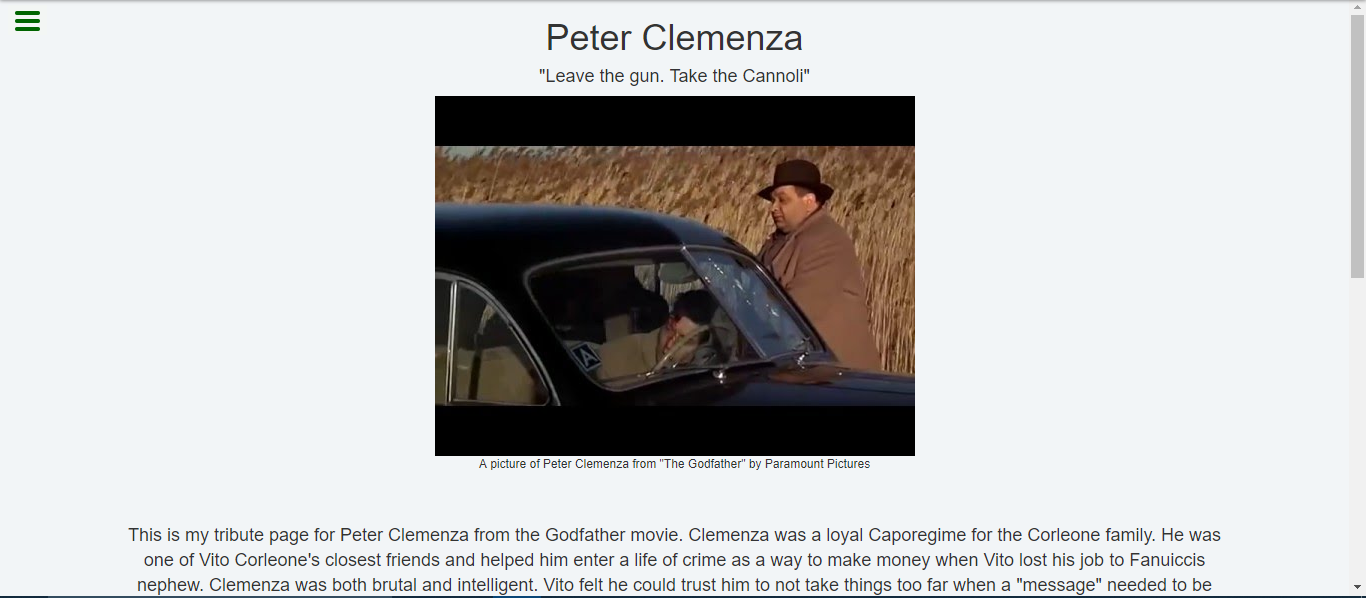 Peter Clemenza
"Leave the gun. Take the Cannoli"
A
A picture of Peter Clemenza from "The Godfather" by Paramount Pictures
This is my tribute page for Peter Clemenza from the Godfather movie. Clemenza was a loyal Caporegime for the Corleone family. He was
one of Vito Corleone's closest friends and helped him enter a life of crime as a way to make money when Vito lost his job to Fanuiccis
nephew. Clemenza was both brutal and intelligent. Vito felt he could trust him to not take things too far when a "message" needed to be